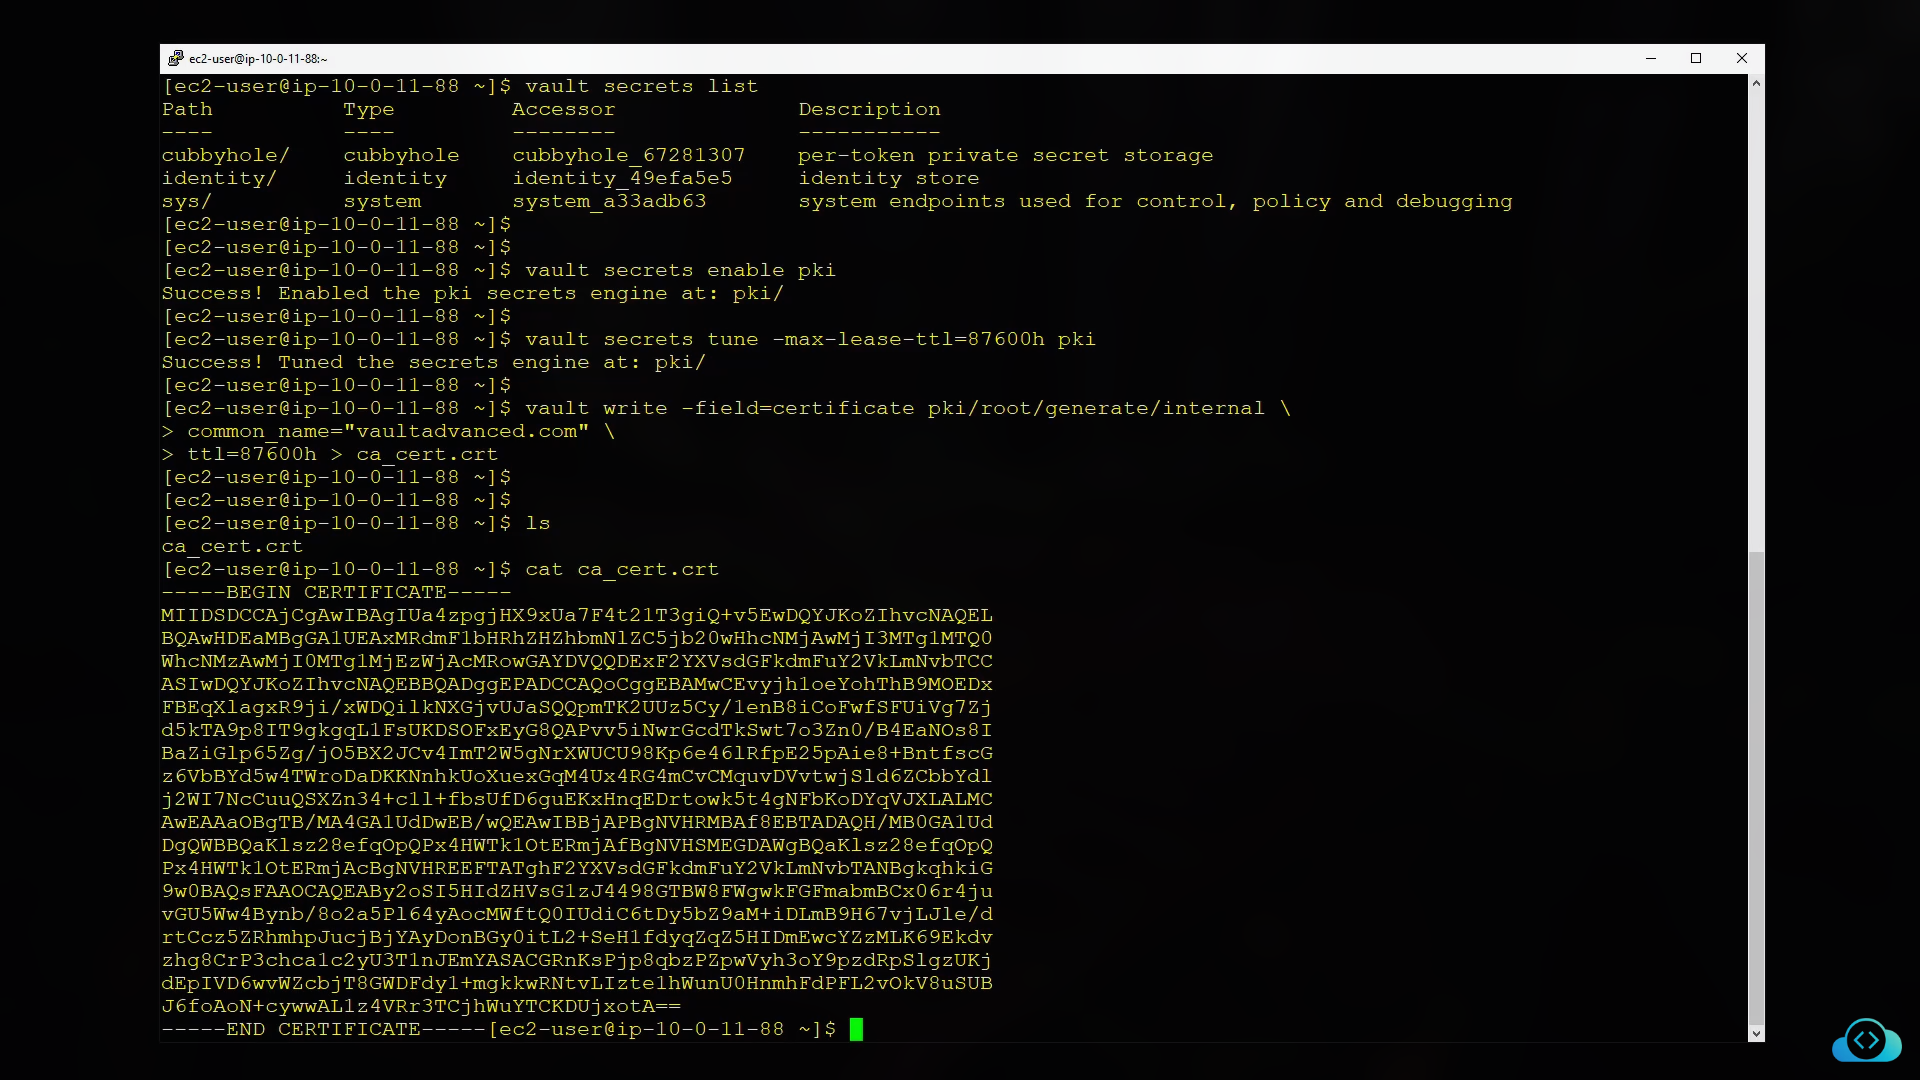 ec2-user@ip-10-0-11-88:~
[ec2-user@ip-10-0-11-88 ~]$ vault secrets list
Path Type Accessor Description
---- ---- -------- -----------
cubbyhole/ cubbyhole cubbyhole_67281307 per-token private secret storage
identity/ identity identity_49efa5e5 identity store
sys/ system system_a33adb63 system endpoints used for control, policy and debugging
[ec2-user@ip-10-0-11-88 ~]$
[ec2-user@ip-10-0-11-88 ~]$
[ec2-user@ip-10-0-11-88 ~]$ vault secrets enable pki
Success! Enabled the pki secrets engine at: pki/
[ec2-user@ip-10-0-11-88 ~]$
[ec2-user@ip-10-0-11-88 ~]$ vault secrets tune -max-lease-ttl=87600h pki
Success! Tuned the secrets engine at: pki/
[ec2-user@ip-10-0-11-88 ~]$
[ec2-user@ip-10-0-11-88 ~]$ vault write -field=certificate pki/root/generate/internal \
> common_name="vaultadvanced.com" \
> ttl=87600h > ca_cert.crt
[ec2-user@ip-10-0-11-88 ~]$
[ec2-user@ip-10-0-11-88 ~]$
[ec2-user@ip-10-0-11-88 ~]$ ls
ca_cert.crt
[ec2-user@ip-10-0-11-88 ~]$ cat ca_cert.crt
-----BEGIN CERTIFICATE-----
MIIDSDCCAjCgAwIBAgIUa4zpgjHX9xUa7F4t21T3giQ+v5EwDQYJKoZIhvcNAQEL
BQAwHDEaMBgGA1UEAxMRdmF1bHRhZHZhbmNlZC5jb20wHhcNMjAwMjI3MTg1MTQ0
WhcNMzAwMjI0MTg1MjEzWjAcMRowGAYDVQQDExF2YXVsdGFkdmFuY2VkLmNvbTCC
ASIwDQYJKoZIhvcNAQEBBQADggEPADCCAQoCggEBAMwCEvyjh1oeYohThB9MOEDx
FBEqXlagxR9ji/xWDQilkNXGjvUJaSQQpmTK2UUz5Cy/1enB8iCoFwfSFUiVg7Zj
d5kTA9p8IT9gkgqL1FsUKDSOFxEyG8QAPvv5iNwrGcdTkSwt7o3Zn0/B4EaNOs8I
BaZiGlp65Zg/jO5BX2JCv4ImT2W5gNrXWUCU98Kp6e46lRfpE25pAie8+BntfscG
z6VbBYd5w4TWroDaDKKNnhkUoXuexGqM4Ux4RG4mCvCMquvDVvtwjSld6ZCbbYdl
j2WI7NcCuuQSXZn34+c1l+fbsUfD6guEKxHnqEDrtowk5t4gNFbKoDYqVJXLALMC
AwEAAaOBgTB/MA4GA1UdDwEB/wQEAwIBBjAPBgNVHRMBAf8EBTADAQH/MB0GA1Ud
DgQWBBQaKlsz28efqOpQPx4HWTk1OtERmjAfBgNVHSMEGDAWgBQaKlsz28efqOpQ
Px4HWTk1OtERmjAcBgNVHREEFTATghF2YXVsdGFkdmFuY2VkLmNvbTANBgkqhkiG
9w0BAQsFAAOCAQEABy2oSI5HIdZHVsG1zJ4498GTBW8FWgwkFGFmabmBCx06r4ju
vGU5Ww4Bynb/8o2a5Pl64yAocMWftQ0IUdiC6tDy5bZ9aM+iDLmB9H67vjLJle/d
rtCcz5ZRhmhpJucjBjYAyDonBGy0itL2+SeH1fdyqZqZ5HIDmEwcYZzMLK69Ekdv
zhg8CrP3chca1c2yU3T1nJEmYASACGRnKsPjp8qbzPZpwVyh3oY9pzdRpSlgzUKj
dEpIVD6wvWZcbjT8GWDFdy1+mgkkwRNtvLIzte1hWunU0HnmhFdPFL2vOkV8uSUB
J6foAoN+cywwAL1z4VRr3TCjhWuYTCKDUjxotA==
-----END CERTIFICATE-----[ec2-user@ip-10-0-11-88 ~]$